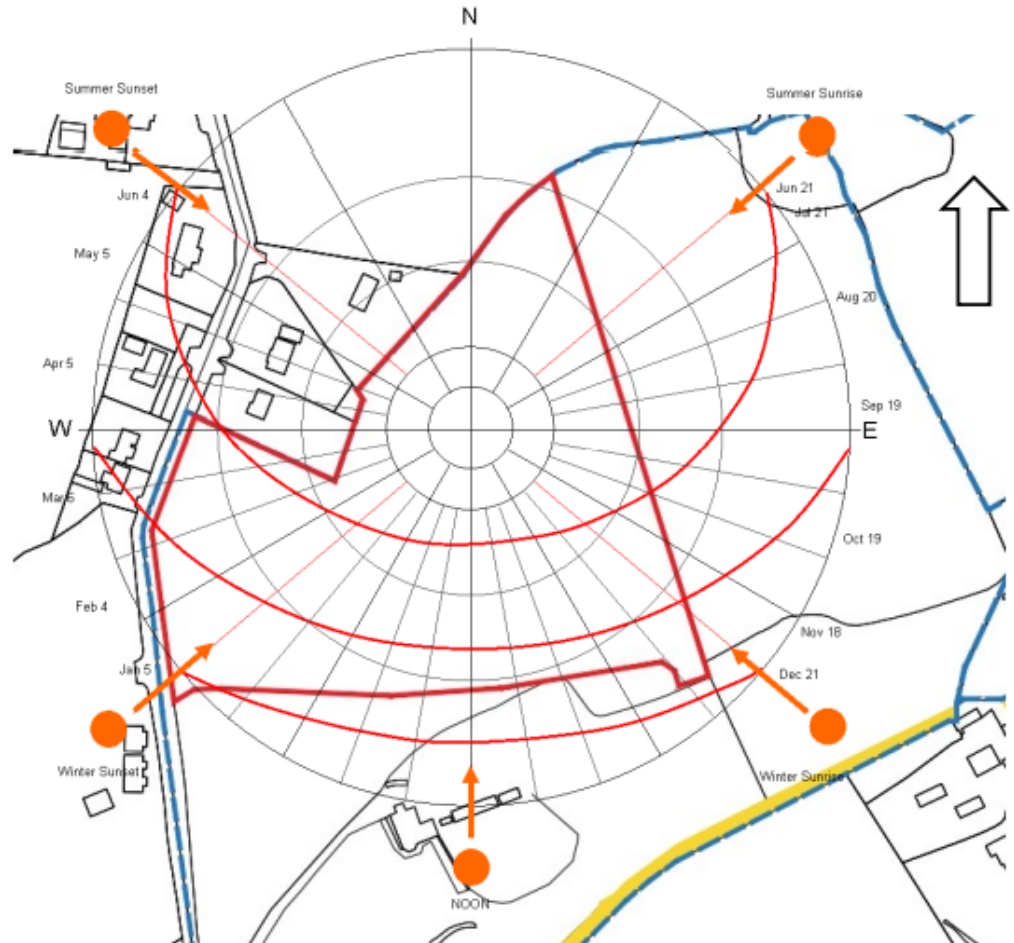 N
Summer Sunset
Summer Sunrise
Jun 4
Jun 21
Jul 21
May 5
Aug 20
Apr 5
Sep 19
W
E
Mar 6
Oct 19
Feb 4
Nov 18
Jan 5
Dec 21
Winter Sunset
Winter Sunrise
NOON